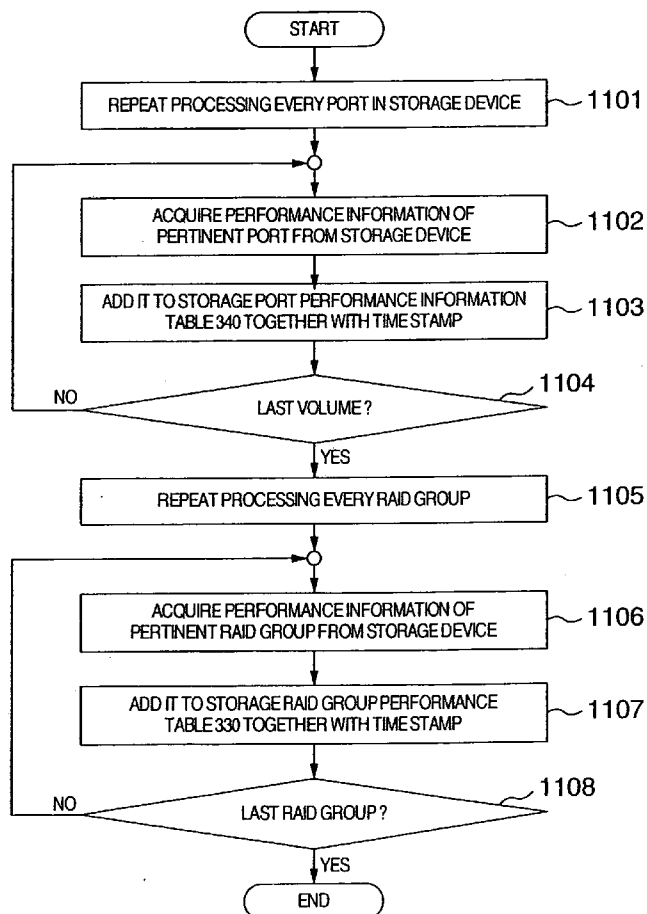 START
REPEAT PROCESSING EVERY PORT IN STORAGE DEVICE
1101
ACQUIRE PERFORMANCE INFORMATION OF
PERTINENT PORT FROM STORAGE DEVICE
1102
ADD IT TO STORAGE PORT PERFORMANCE INFORMATION
TABLE 340 TOGETHER WITH TIME STAMP
1103
1104
NO
LAST VOLUME ?
YES
REPEAT PROCESSING EVERY RAID GROUP
1105
ACQUIRE PERFORMANCE INFORMATION OF
PERTINENT RAID GROUP FROM STORAGE DEVICE
1106
ADD IT TO STORAGE RAID GROUP PERFORMANCE
TABLE 330 TOGETHER WITH TIME STAMP
1107
1108
NO
LAST RAID GROUP ?
YES
END